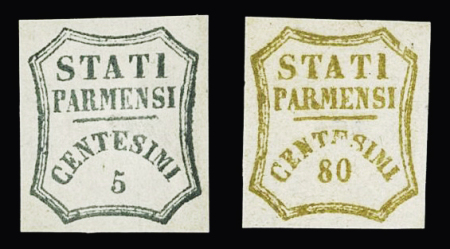 STATI
PARMENSI
CENTESIMI
5
STATI
PARMENSI
CENTESIMI
80